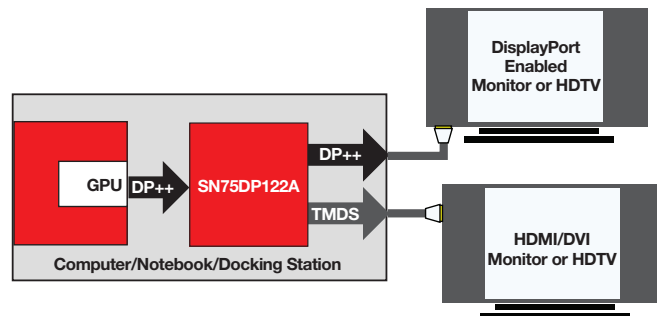 DisplayPort
Enabled
Monitor or HDTV
GPU
DP++
SN75DP122A
DP++
TMDS
HDMI/DVI
Monitor or HDTV
Computer/Notebook/Docking Station